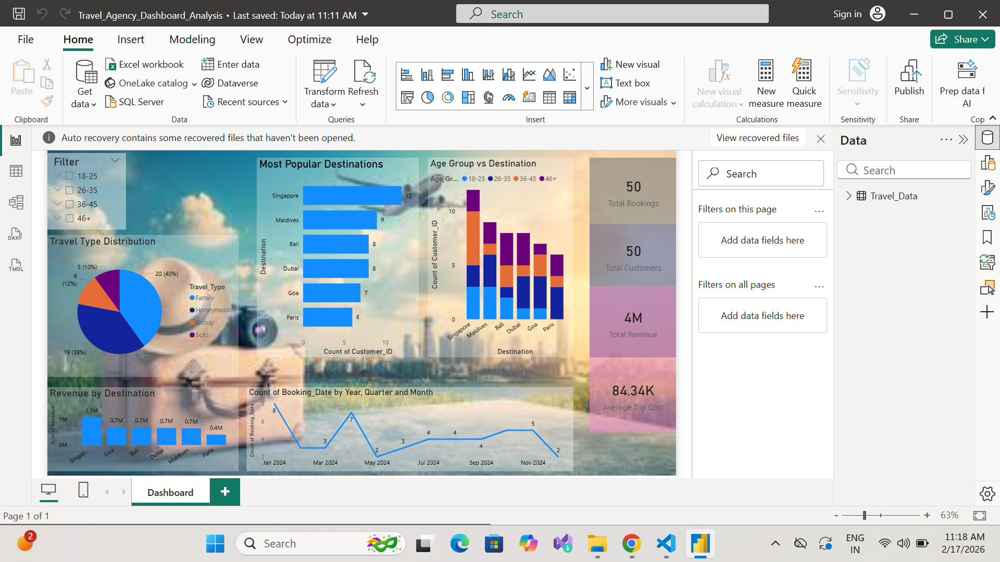 Travel_Agency_Dashboard_Analysis • Last saved: Today at 11:11 AM
Search
Sign in
File
Home
Insert
Modeling
View
Optimize
Help
Share
Paste
Clipboard
Get data
Excel workbook
OneLake catalog
SQL Server
Enter data
Dataverse
Recent sources
Data
Transform data
Refresh
Queries
New visual
Text box
More visuals
Insert
New visual calculation
New measure
Quick measure
Calculations
Sensitivity
Sensitivity
Publish
Share
Prep data f
AI
Cop
Auto recovery contains some recovered files that haven't been opened.
View recovered files
DAX
TMDL
Filter
18-25
26-35
36-45
46+
Travel Type Distribution
5 (10%)
6
(12%)
20 (40%)
19 (38%)
Travel_Type
Family
Honeymoon
Group
Solo
Most Popular Destinations
Destination
Singapore
12
Maldives
9
Bali
8
Dubai
8
Goa
7
Paris
6
0
5
10
Count of Customer_ID
Age Group vs Destination
Age_Gr...
18-25
26-35
36-45
46+
Count of Customer_ID
10
5
0
Singapore
Maldives
Bali
Dubai
Goa
Paris
Destination
50
Total Bookings
50
Total Customers
4M
Total Revenue
84.34K
Average Trip Cost
Revenue by Destination
Sum of Revenue
1M
0M
1.1M
0.7M
0.7M
0.7M
0.7M
0.4M
Singap...
Goa
Bali
Dubai
Maldives
Paris
Count of Booking_Date by Year, Quarter and Month
Count of Booking_Date
8
6
4
2
8
3
7
2
3
4
4
4
5
2
Jan 2024
Mar 2024
May 2024
Jul 2024
Sep 2024
Nov 2024
Search
Filters on this page
...
Add data fields here
Filters on all pages
...
Add data fields here
Data
...
Search
Travel_Data
Dashboard
Page 1 of 1
- + 63%
2
Search
ENG
IN
11:18 AM
2/17/2026